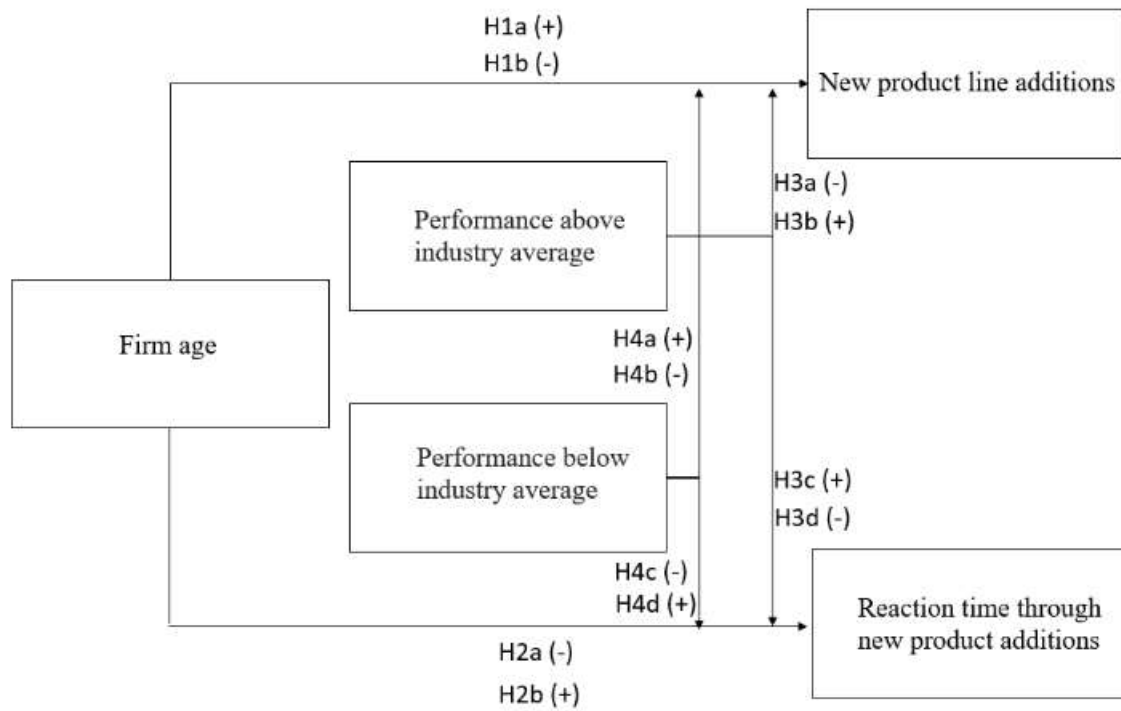 H1a (+)
H1b (-)
New product line additions
Performance above
industry average
H3a (-)
H3b (+)
Firm age
H4a (+)
H4b (-)
Performance below
industry average
H3c (+)
H3d (-)
H4c (-)
H4d (+)
Reaction time through
new product additions
H2a (-)
H2b (+)